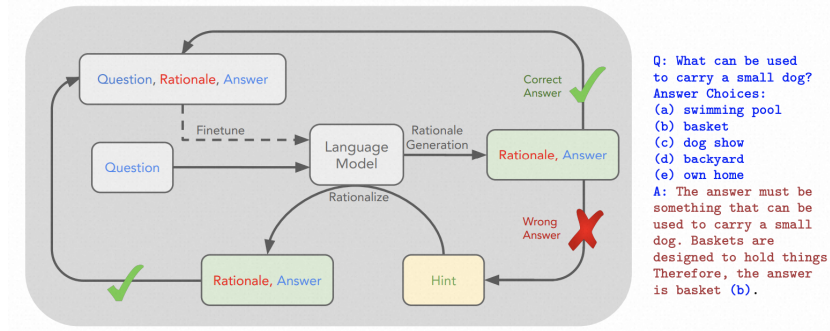 Question, Rationale, Answer
Correct
Answer
Finetune
Language
Model
Rationale
Generation
Question
Rationale, Answer
Rationalize
Wrong
Answer
Rationale, Answer
Hint
Q: What can be used
to carry a small dog?
Answer Choices:
(a) swimming pool
(b) basket
(c) dog show
(d) backyard
(e) own home
A: The answer must be
something that can be
used to carry a small
dog. Baskets are
designed to hold things
Therefore, the answer
is basket (b).